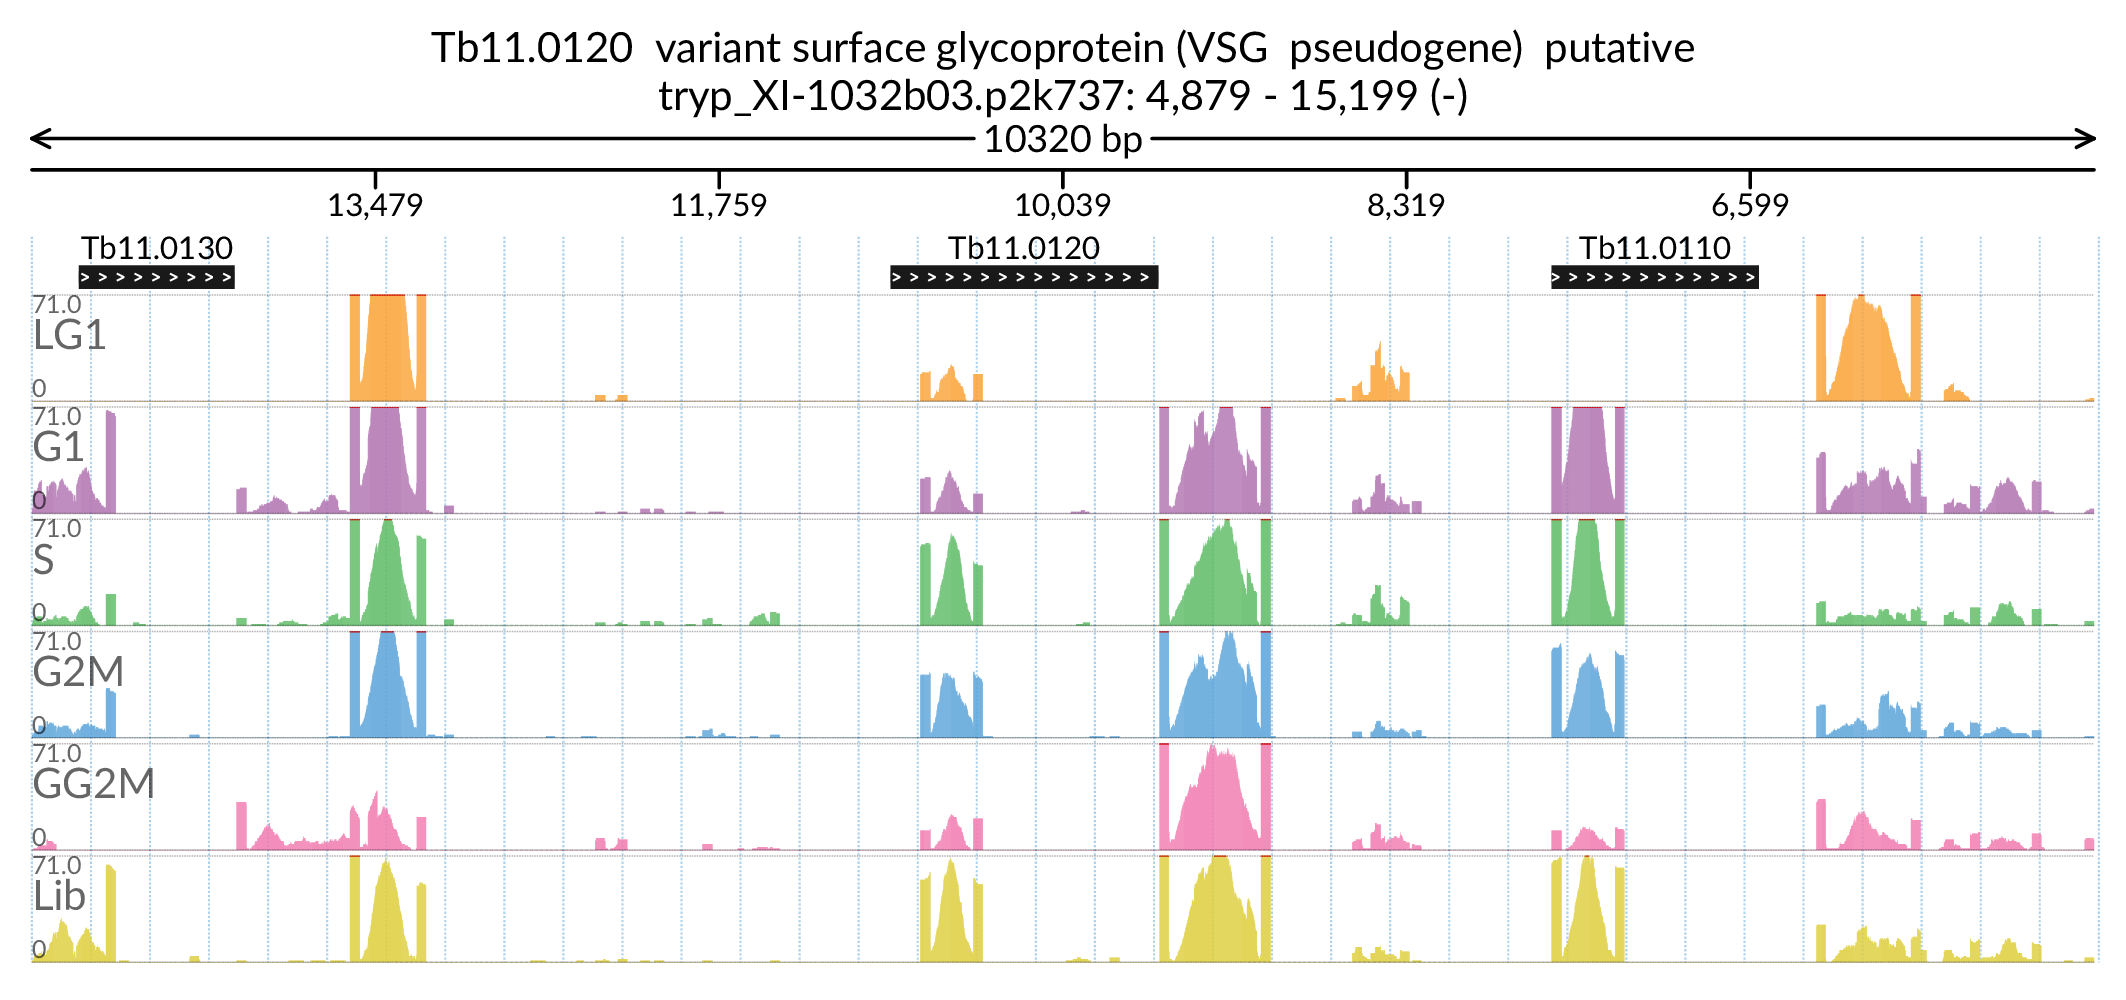 Tb11.0120 variant surface glycoprotein (VSG pseudogene) putative
tryp_XI-1032b03.p2k737: 4,879 - 15,199 (-)
10320 bp
13,479 11,759 10,039 8,319 6,599
Tb11.0130 Tb11.0120 Tb11.0110
71.0
LG1
0
71.0
G1
0
71.0
S
0
71.0
G2M
0
71.0
GG2M
0
71.0
Lib
0